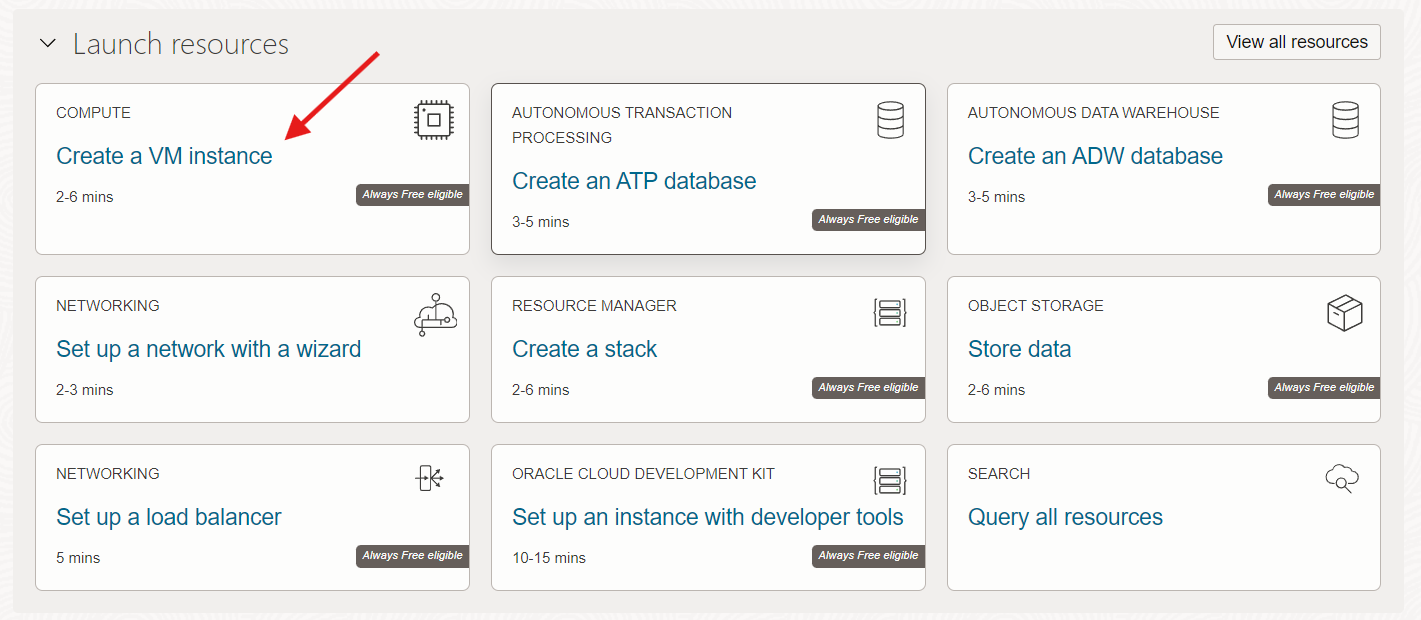 Launch resources
View all resources
COMPUTE
Create a VM instance
2-6 mins
Always Free eligible
AUTONOMOUS TRANSACTION
PROCESSING
Create an ATP database
3-5 mins
Always Free eligible
AUTONOMOUS DATA WAREHOUSE
Create an ADW database
3-5 mins
Always Free eligible
NETWORKING
Set up a network with a wizard
2-3 mins
RESOURCE MANAGER
Create a stack
2-6 mins
Always Free eligible
OBJECT STORAGE
Store data
2-6 mins
Always Free eligible
NETWORKING
Set up a load balancer
5 mins
Always Free eligible
ORACLE CLOUD DEVELOPMENT KIT
Set up an instance with developer tools
10-15 mins
Always Free eligible
SEARCH
Query all resources